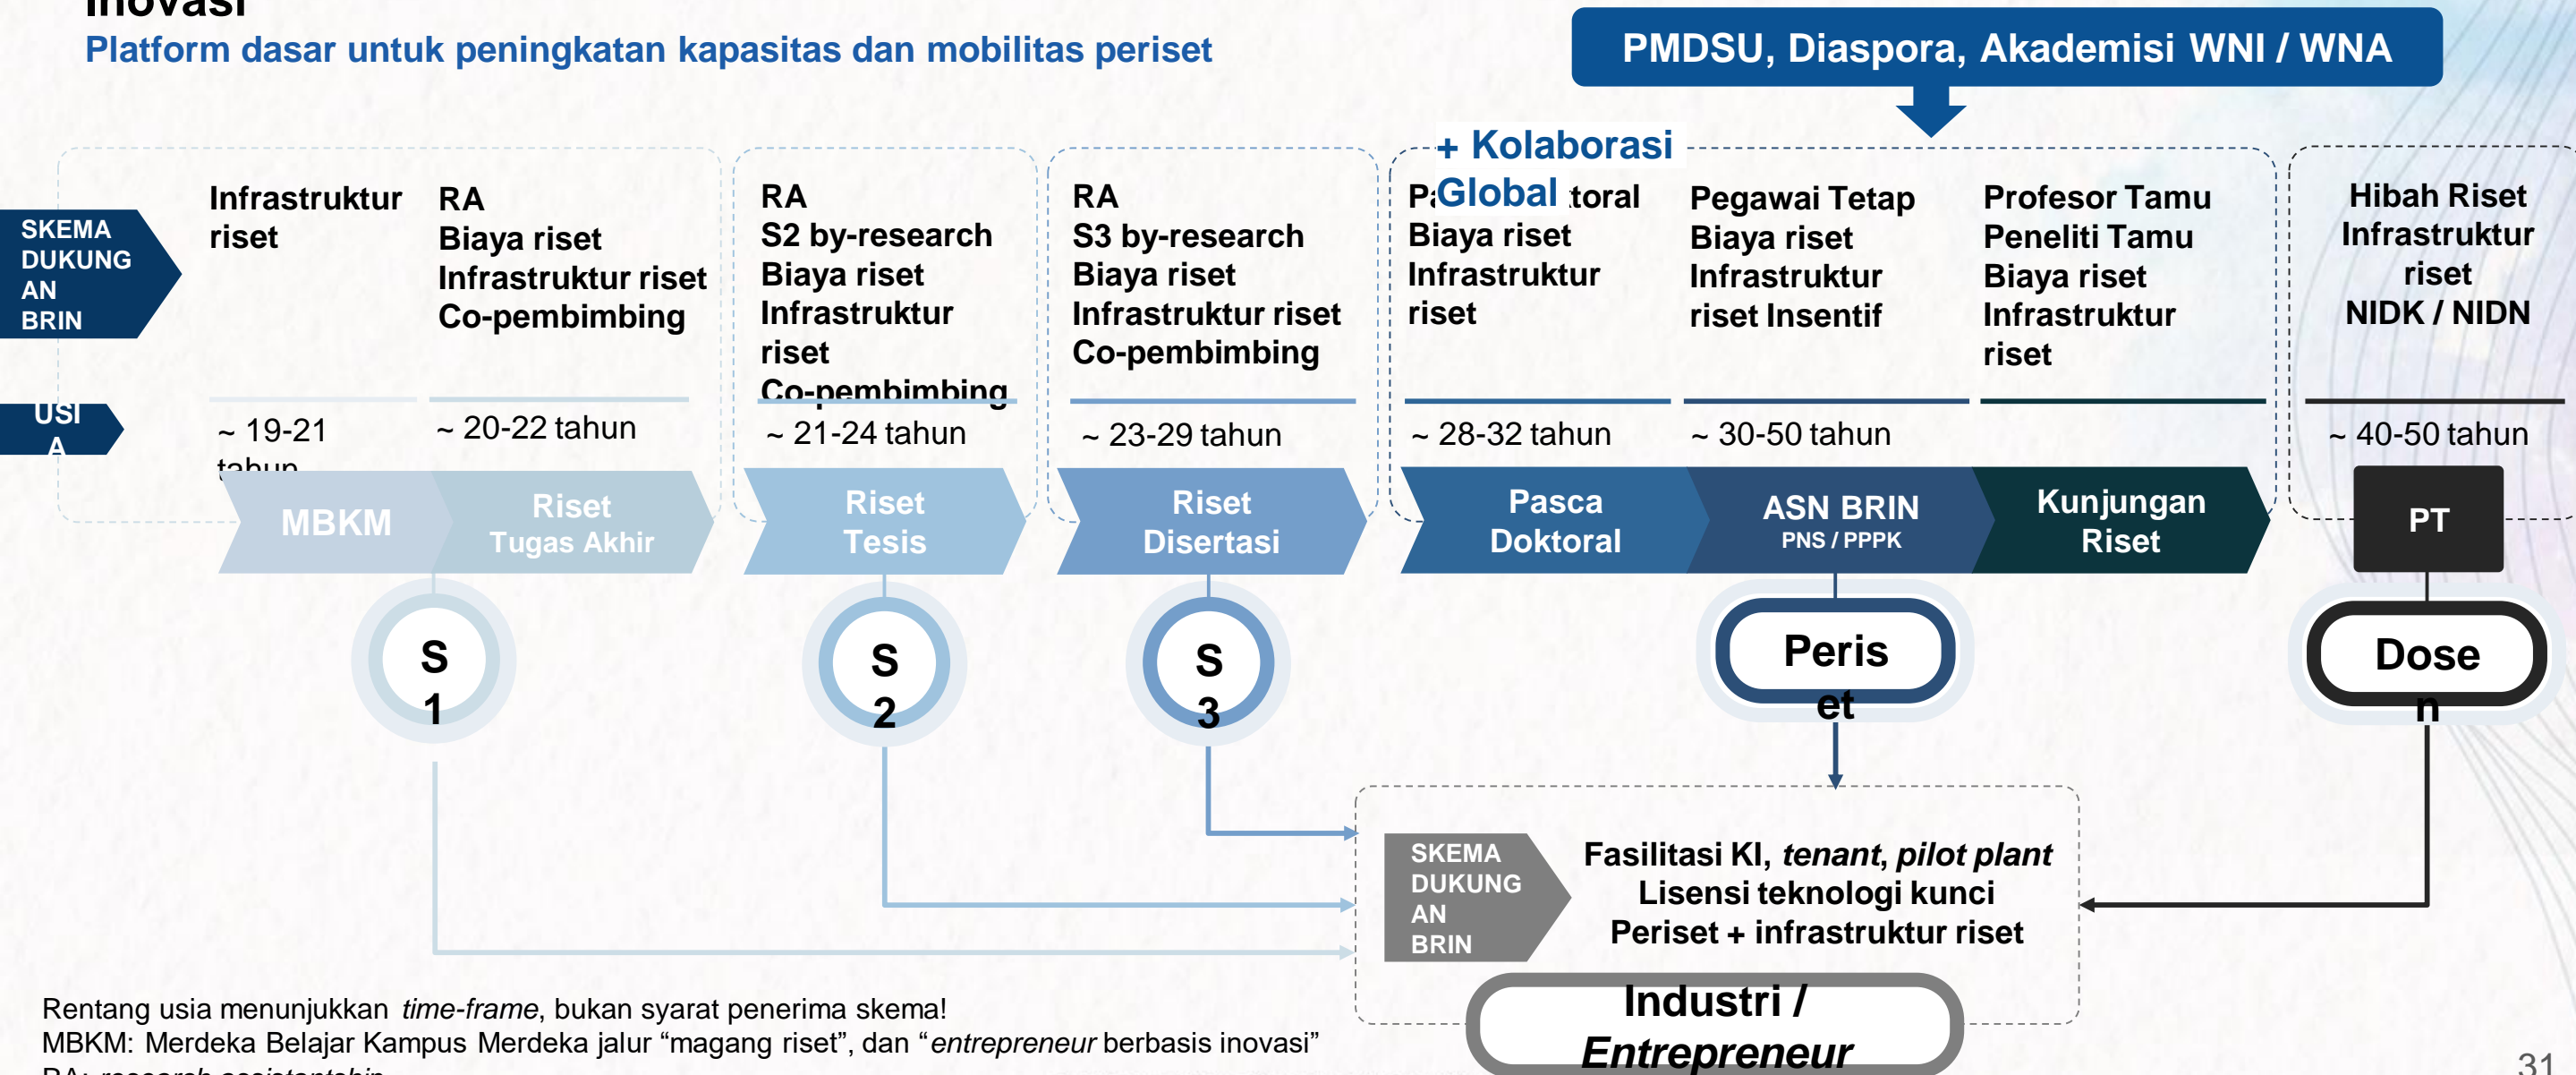 Inovasi
Platform dasar untuk peningkatan kapasitas dan mobilitas periset
PMDSU, Diaspora, Akademisi WNI / WNA
+ Kolaborasi
Global
SKEMA
DUKUNG
AN
BRIN
Infrastruktur
riset
RA
Biaya riset
Infrastruktur riset
Co-pembimbing
RA
S2 by-research
Biaya riset
Infrastruktur
riset
Co-pembimbing
RA
S3 by-research
Biaya riset
Infrastruktur riset
Co-pembimbing
Biaya riset
Infrastruktur
riset
Pegawai Tetap
Biaya riset
Infrastruktur
riset Insentif
Profesor Tamu
Peneliti Tamu
Biaya riset
Infrastruktur
riset
Hibah Riset
Infrastruktur
riset
NIDK / NIDN
USI
A
~ 19-21
tahun
~ 20-22 tahun
~ 21-24 tahun
~ 23-29 tahun
~ 28-32 tahun
~ 30-50 tahun
~ 40-50 tahun
MBKM
Riset
Tugas Akhir
Riset
Tesis
Riset
Disertasi
Pasca
Doktoral
ASN BRIN
PNS / PPPK
Kunjungan
Riset
PT
S
1
S
2
S
3
Peris
et
Dose
n
SKEMA
DUKUNG
AN
BRIN
Fasilitasi KI, tenant, pilot plant
Lisensi teknologi kunci
Periset + infrastruktur riset
Industri /
Entrepreneur
Rentang usia menunjukkan time-frame, bukan syarat penerima skema!
MBKM: Merdeka Belajar Kampus Merdeka jalur “magang riset”, dan “entrepreneur berbasis inovasi”
RA: research assistantship
31